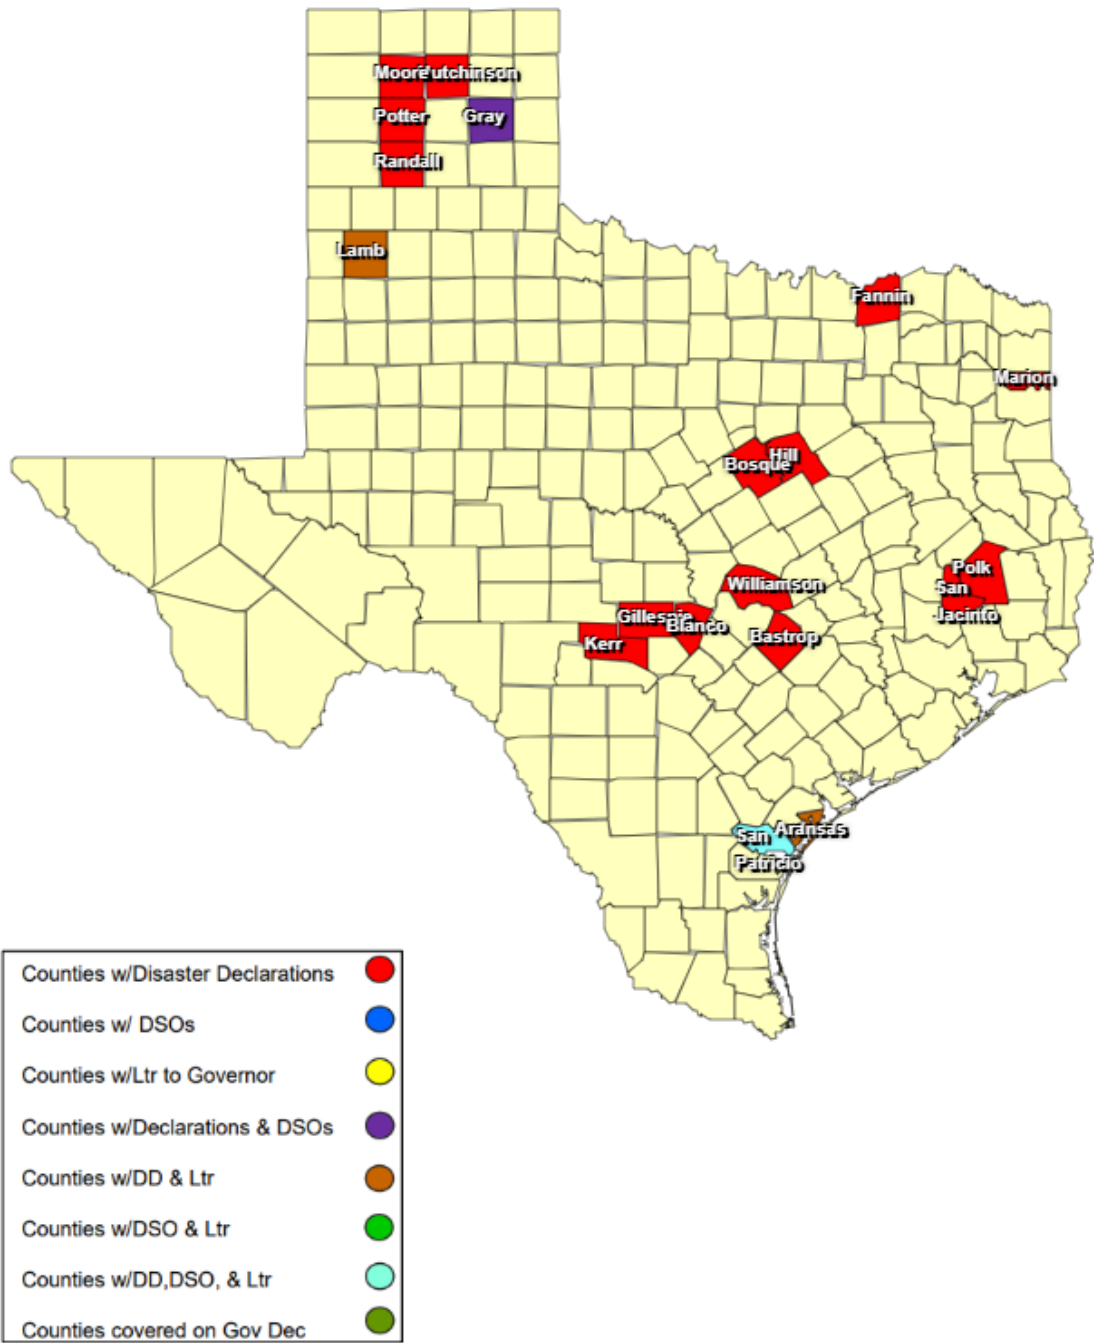 Moore
Hutchinson
Potter
Gray
Randall
Lamb
Fannin
Marion
Hill
Bosque
Polk
San
Jacinto
Williamson
Gillespie
Blanco
Bastrop
Kerr
San
Patricio
Aransas
Counties w/Disaster Declarations
Counties w/ DSOs
Counties w/Ltr to Governor
Counties w/Declarations & DSOs
Counties w/DD & Ltr
Counties w/DSO & Ltr
Counties w/DD,DSO, & Ltr
Counties covered on Gov Dec